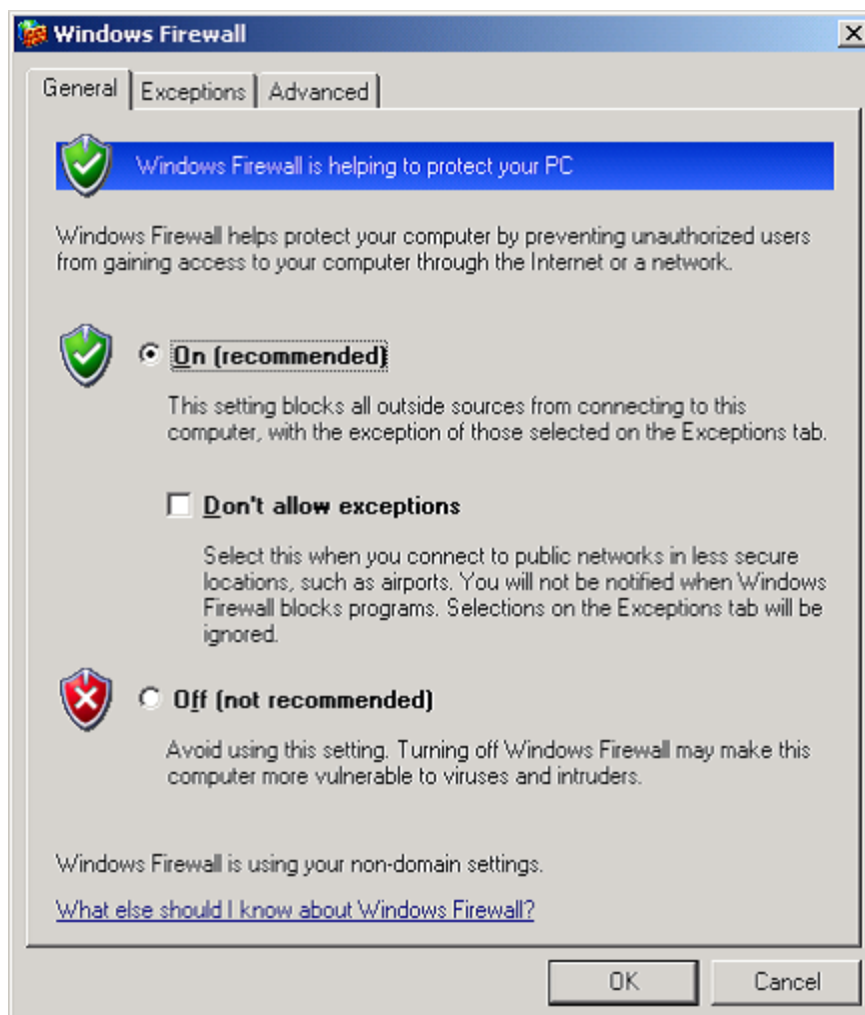 Windows Firewall
General
Exceptions
Advanced
Windows Firewall is helping to protect your PC
Windows Firewall helps protect your computer by preventing unauthorized users
from gaining access to your computer through the Internet or a network.
On (recommended)
This setting blocks all outside sources from connecting to this
computer, with the exception of those selected on the Exceptions tab.
Don't allow exceptions
Select this when you connect to public networks in less secure
locations, such as airports. You will not be notified when Windows
Firewall blocks programs. Selections on the Exceptions tab will be
ignored.
Off (not recommended)
Avoid using this setting. Turning off Windows Firewall may make this
computer more vulnerable to viruses and intruders.
Windows Firewall is using your non-domain settings.
What else should I know about Windows Firewall?
OK
Cancel